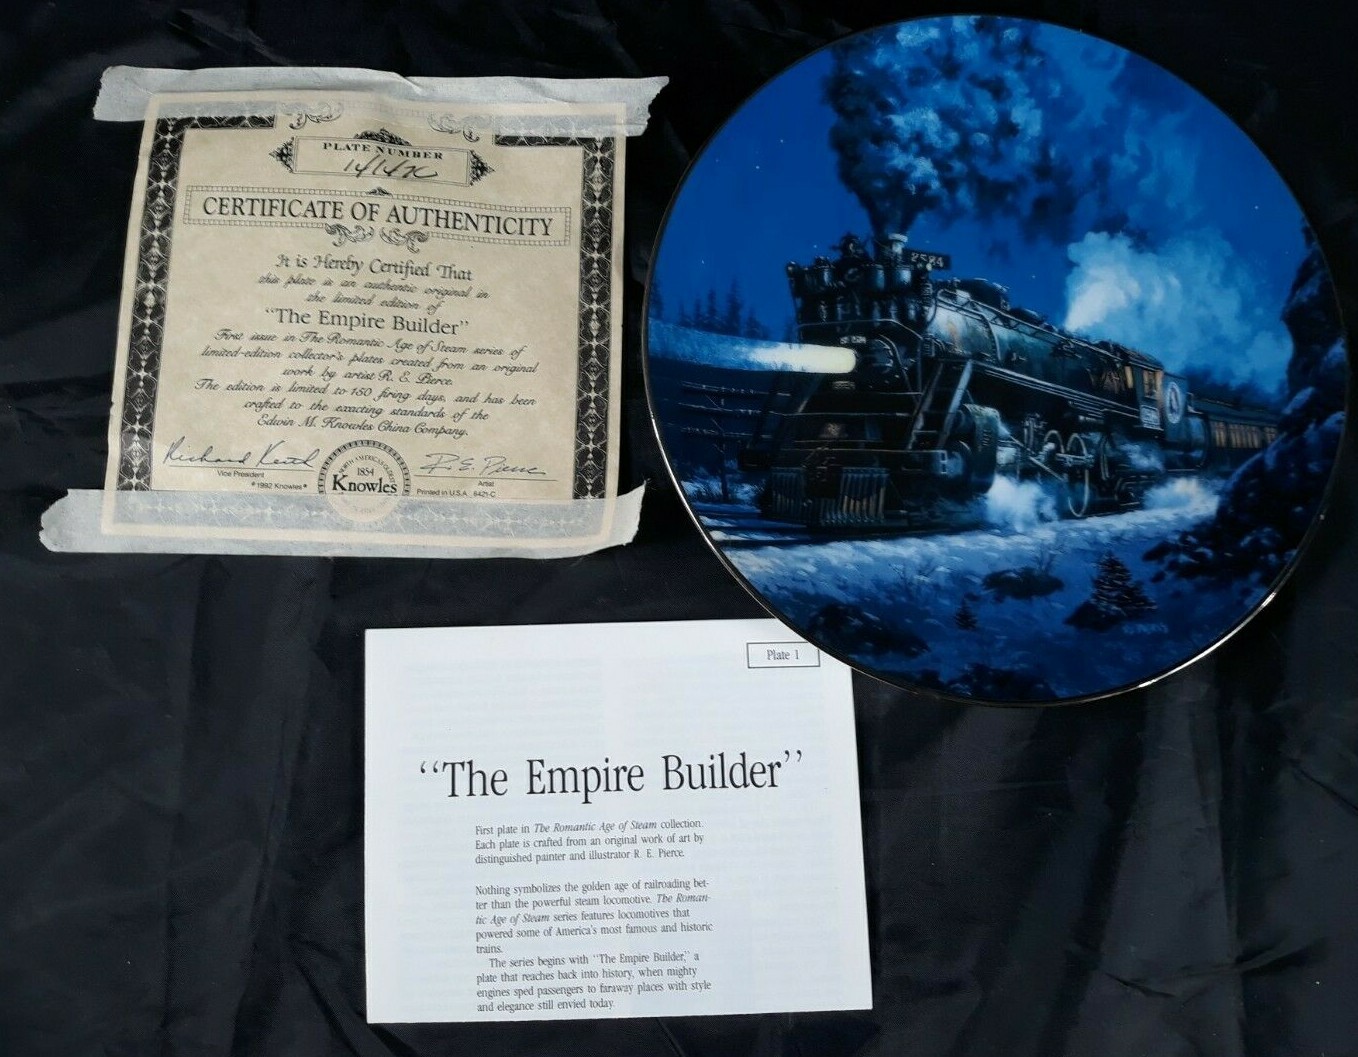 PLATE NUMBER
CERTIFICATE OF AUTHENTICITY
It is Hereby Certified That
this plate is an authentic original in
the limited edition of
"The Empire Builder"
First issue in The Romantic Age of Steam series of
limited-edition collector's plates created from an original
work by artist R. E. Pierce.
The edition is limited to 150 firing days, and has been
crafted to the exacting standards of the
Edwin M. Knowles China Company.
R. E. Pierce
Vice President
Artist
© 1992 Knowles
1854
Knowles
Printed in U.S.A. 8421-C
2584
Plate 1
"The Empire Builder"
First plate in The Romantic Age of Steam collection.
Each plate is crafted from an original work of art by
distinguished painter and illustrator R. E. Pierce.
Nothing symbolizes the golden age of railroading bet-
ter than the powerful steam locomotive. The Roman-
tic Age of Steam series features locomotives that
powered some of America's most famous and historic
trains.
The series begins with "The Empire Builder," a
plate that reaches back into history, when mighty
engines sped passengers to faraway places with style
and elegance still envied today.